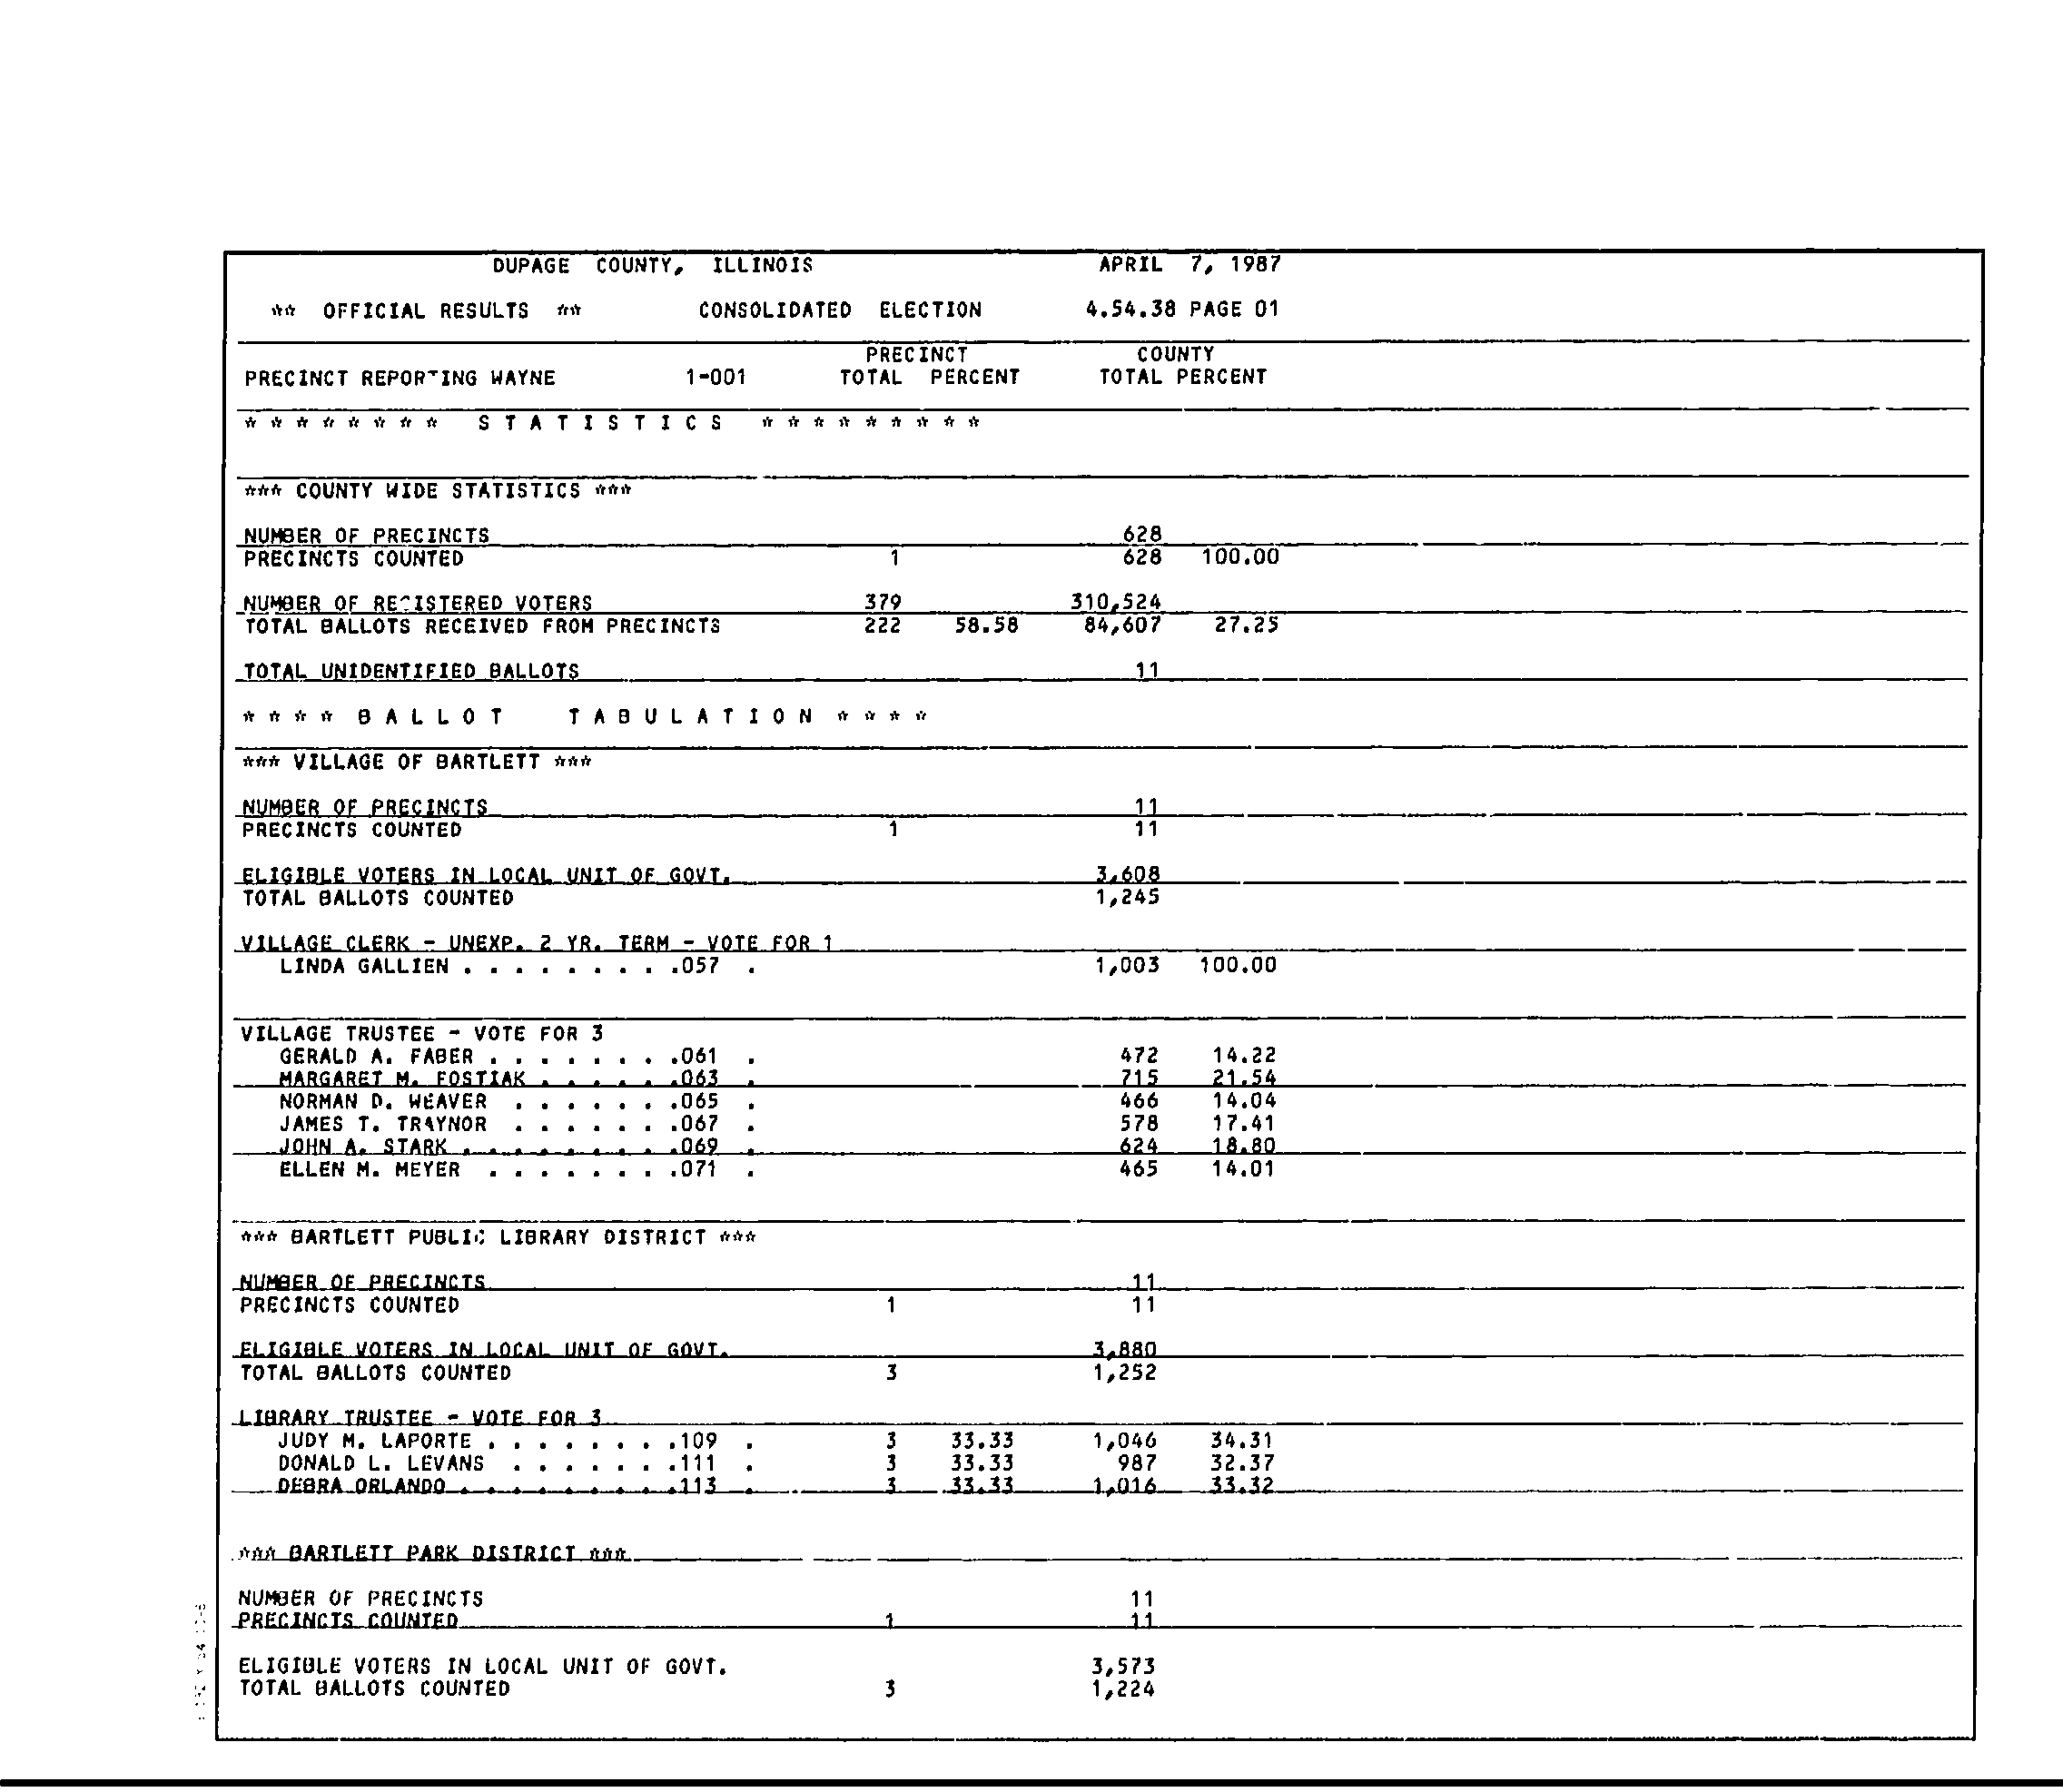 DUPAGE COUNTY, ILLINOIS APRIL 7, 1987
** OFFICIAL RESULTS ** CONSOLIDATED ELECTION 4.54.38 PAGE 01
PRECINCT COUNTY
PRECINCT REPORTING WAYNE 1-001 TOTAL PERCENT TOTAL PERCENT
* * * * * * * * S T A T I S T I C S * * * * * * * * *
*** COUNTY WIDE STATISTICS ***
NUMBER OF PRECINCTS 628
PRECINCTS COUNTED 1 628 100.00
NUMBER OF REGISTERED VOTERS 379 310,524
TOTAL BALLOTS RECEIVED FROM PRECINCTS 222 58.58 84,607 27.25
TOTAL UNIDENTIFIED BALLOTS 11
* * * * B A L L O T T A B U L A T I O N * * * *
*** VILLAGE OF BARTLETT ***
NUMBER OF PRECINCTS 11
PRECINCTS COUNTED 1 11
ELIGIBLE VOTERS IN LOCAL UNIT OF GOVT. 3,608
TOTAL BALLOTS COUNTED 1,245
VILLAGE CLERK - UNEXP. 2 YR. TERM - VOTE FOR 1
LINDA GALLIEN . . . . . . . . .057 . 1,003 100.00
VILLAGE TRUSTEE - VOTE FOR 3
GERALD A. FABER . . . . . . . .061 . 472 14.22
MARGARET M. FOSTIAK . . . . . .063 . 715 21.54
NORMAN D. WEAVER . . . . . . .065 . 466 14.04
JAMES T. TRAYNOR . . . . . . .067 . 578 17.41
JOHN A. STARK . . . . . . . . .069 . 624 18.80
ELLEN M. MEYER . . . . . . . .071 . 465 14.01
*** BARTLETT PUBLIC LIBRARY DISTRICT ***
NUMBER OF PRECINCTS 11
PRECINCTS COUNTED 1 11
ELIGIBLE VOTERS IN LOCAL UNIT OF GOVT. 3,880
TOTAL BALLOTS COUNTED 3 1,252
LIBRARY TRUSTEE - VOTE FOR 3
JUDY M. LAPORTE . . . . . . . .109 . 3 33.33 1,046 34.31
DONALD L. LEVANS . . . . . . .111 . 3 33.33 987 32.37
DEBRA ORLANDO . . . . . . . . .113 . 3 33.33 1,016 33.32
*** BARTLETT PARK DISTRICT ***
NUMBER OF PRECINCTS 11
PRECINCTS COUNTED 1 11
ELIGIBLE VOTERS IN LOCAL UNIT OF GOVT. 3,573
TOTAL BALLOTS COUNTED 3 1,224